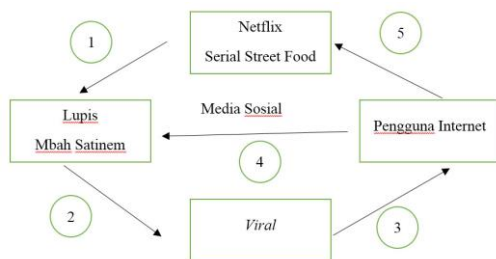 1
Netflix
Serial Street Food
5
Lupis
Mbah Satinem
Media Sosial
Pengguna Internet
4
2
Viral
3